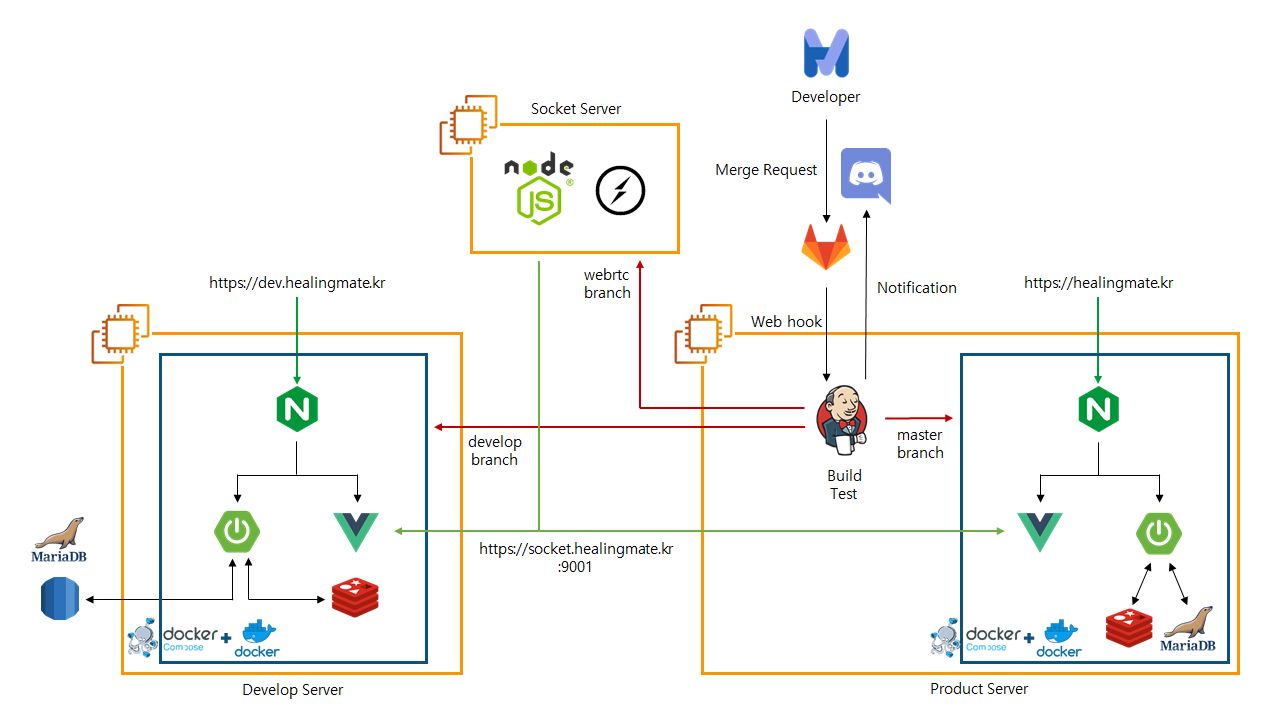 Developer
Socket Server
node
JS
®
Merge Request
webrtc
branch
https://dev.healingmate.kr
Notification
https://healingmate.kr
Web hook
N
N
develop
branch
master
branch
Build
Test
MariaDB
https://socket.healingmate.kr
:9001
docker
Compose
+
docker
docker
Compose
+
docker
MariaDB
Develop Server
Product Server